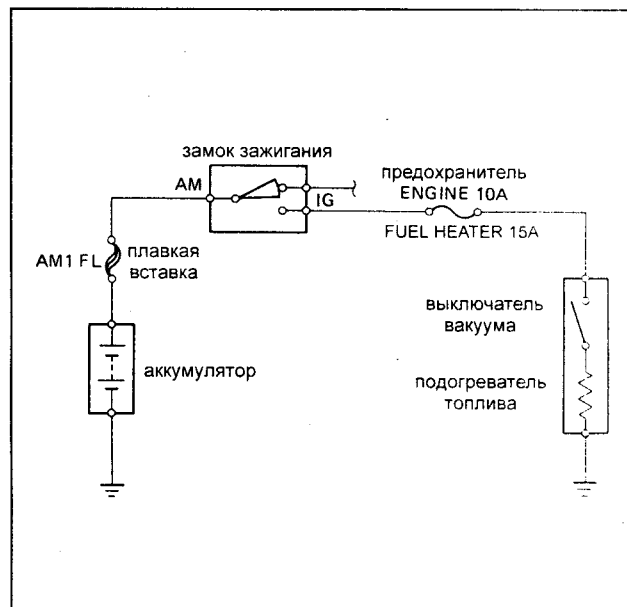 замок зажигания
AM
IG
предохранитель
ENGINE 10A
FUEL HEATER 15A
AM1 FL
плавкая
вставка
аккумулятор
выключатель
вакуума
подогреватель
топлива